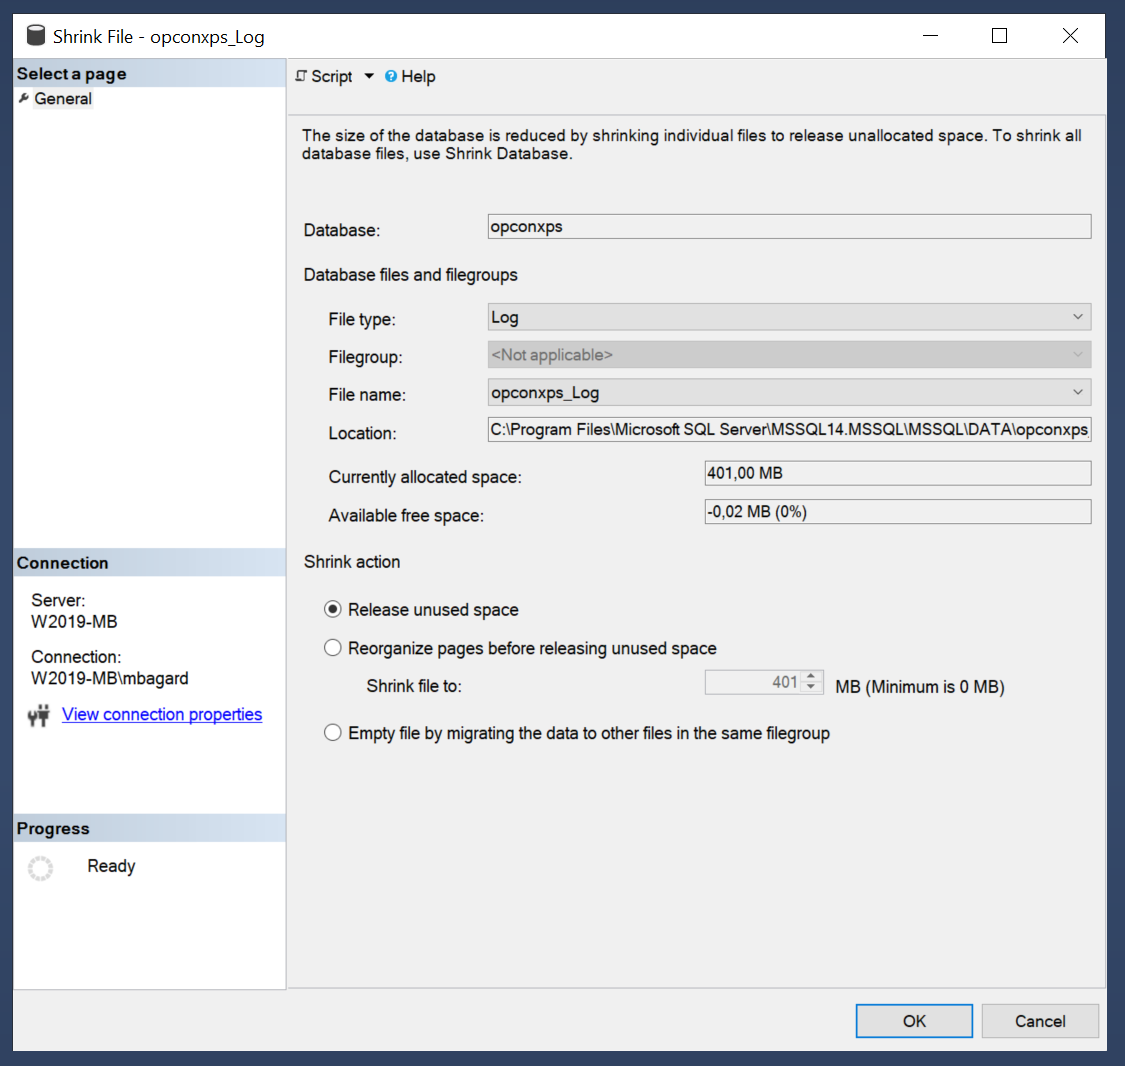 Shrink File - opconxps_Log
Select a page
General
Script
Help
The size of the database is reduced by shrinking individual files to release unallocated space. To shrink all
database files, use Shrink Database.
Database:
opconxps
Database files and filegroups
File type:
Log
Filegroup:
<Not applicable>
File name:
opconxps_Log
Location:
C:\Program Files\Microsoft SQL Server\MSSQL14.MSSQL\MSSQL\DATA\opconxps
Currently allocated space:
401,00 MB
Available free space:
-0,02 MB (0%)
Shrink action
Release unused space
Reorganize pages before releasing unused space
Shrink file to:
401
MB (Minimum is 0 MB)
Empty file by migrating the data to other files in the same filegroup
Connection
Server:
W2019-MB
Connection:
W2019-MB\mbagard
View connection properties
Progress
Ready
OK
Cancel